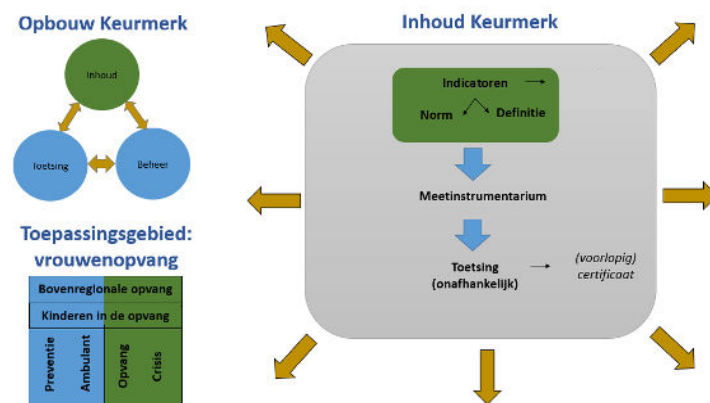 Opbouw Keurmerk
Inhoud
Toetsing
Beheer
Toepassingsgebied:
vrouwenopvang
Bovenregionale opvang
Kinderen in de opvang
Preventie
Ambulant
Opvang
Crisis
Inhoud Keurmerk
Indicatoren
Norm
Definitie
Meetinstrumentarium
Toetsing
(onafhankelijk)
(voorlopig)
certificaat